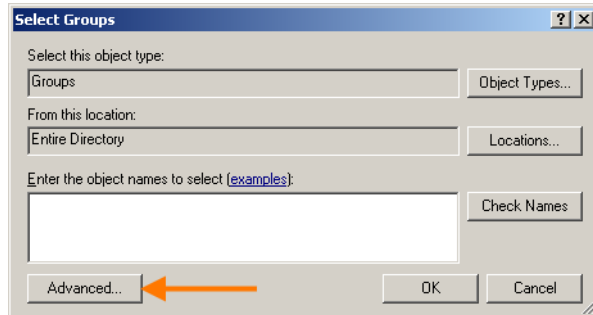 Select Groups
Select this object type:
Groups
Object Types...
From this location:
Entire Directory
Locations...
Enter the object names to select (examples):
Check Names
Advanced...
OK
Cancel